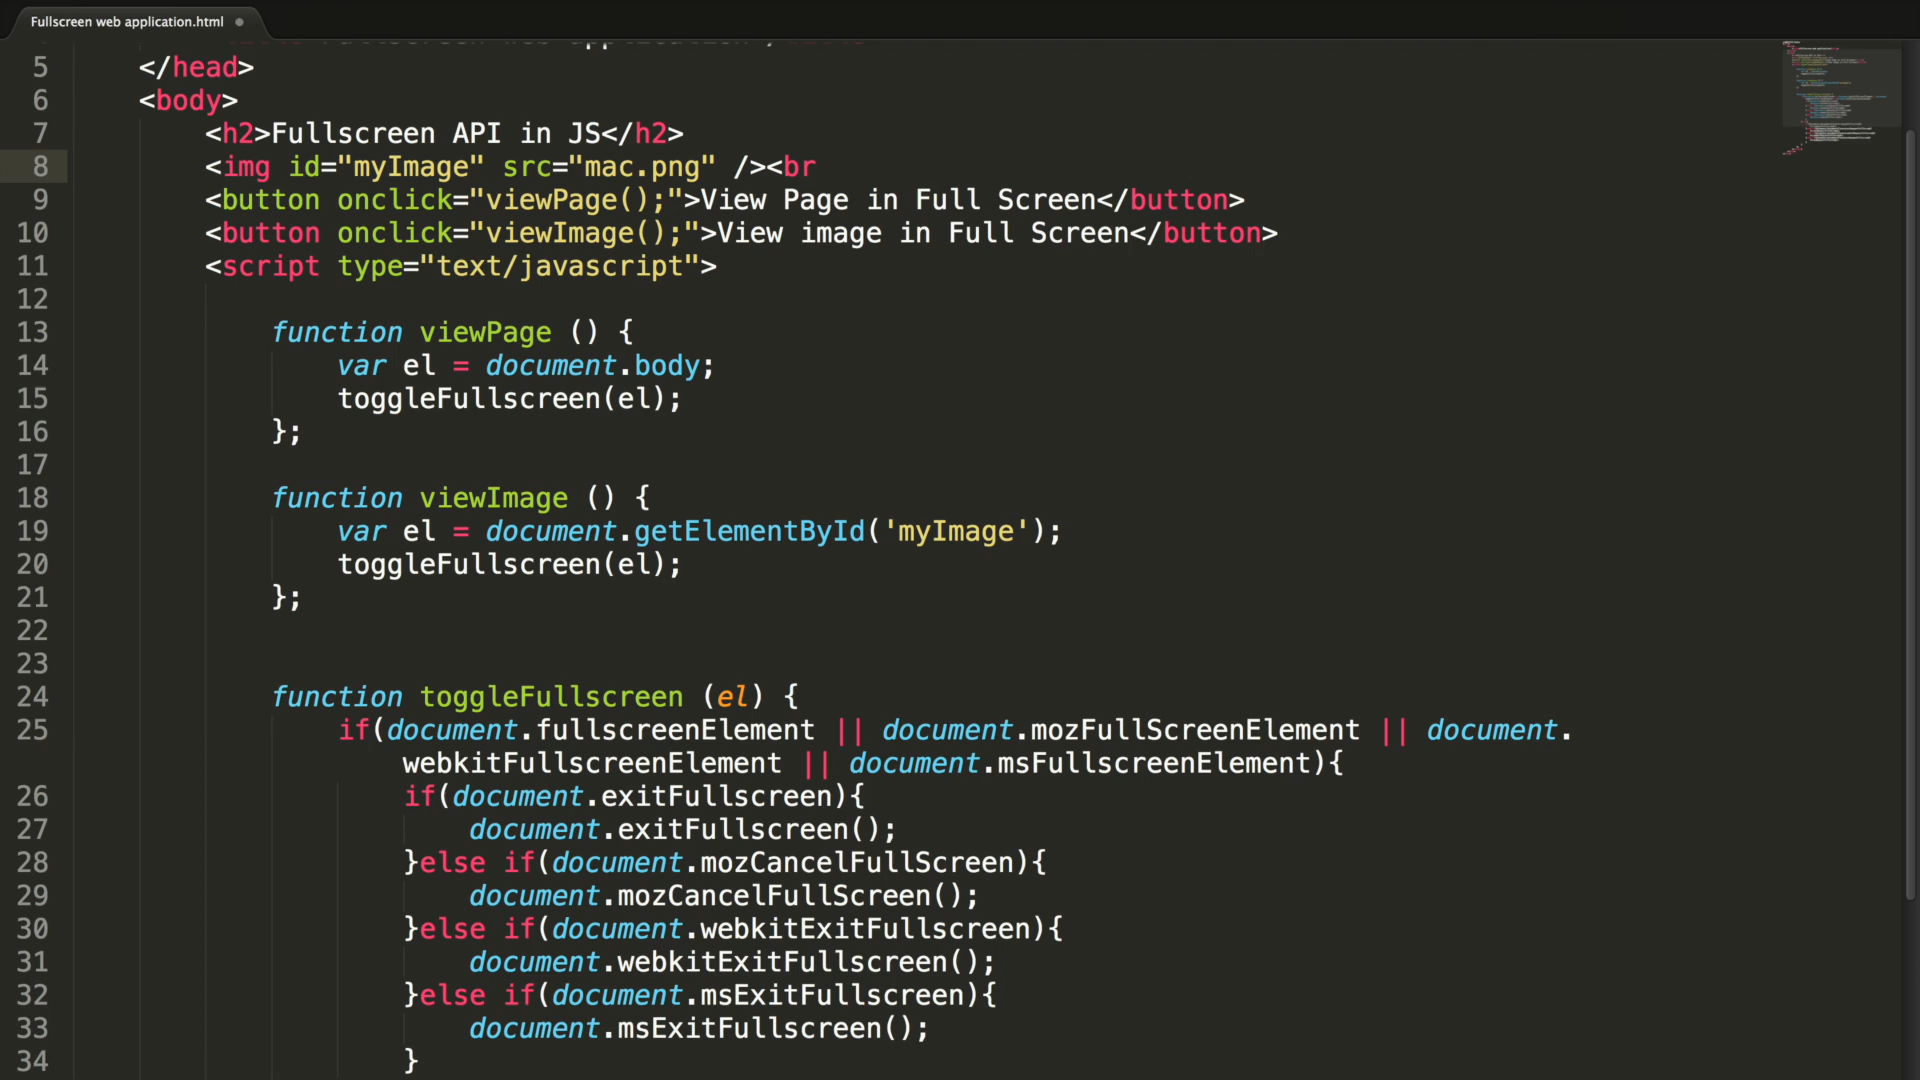 Fullscreen web application.html
5 </head>
6 <body>
7 <h2>Fullscreen API in JS</h2>
8 <img id="myImage" src="mac.png" /><br
9 <button onclick="viewPage();">View Page in Full Screen</button>
10 <button onclick="viewImage();">View image in Full Screen</button>
11 <script type="text/javascript">
12
13 function viewPage () {
14 var el = document.body;
15 toggleFullscreen(el);
16 };
17
18 function viewImage () {
19 var el = document.getElementById('myImage');
20 toggleFullscreen(el);
21 };
22
23
24 function toggleFullscreen (el) {
25 if(document.fullscreenElement || document.mozFullScreenElement || document.
webkitFullscreenElement || document.msFullscreenElement){
26 if(document.exitFullscreen){
27 document.exitFullscreen();
28 }else if(document.mozCancelFullScreen){
29 document.mozCancelFullScreen();
30 }else if(document.webkitExitFullscreen){
31 document.webkitExitFullscreen();
32 }else if(document.msExitFullscreen){
33 document.msExitFullscreen();
34 }